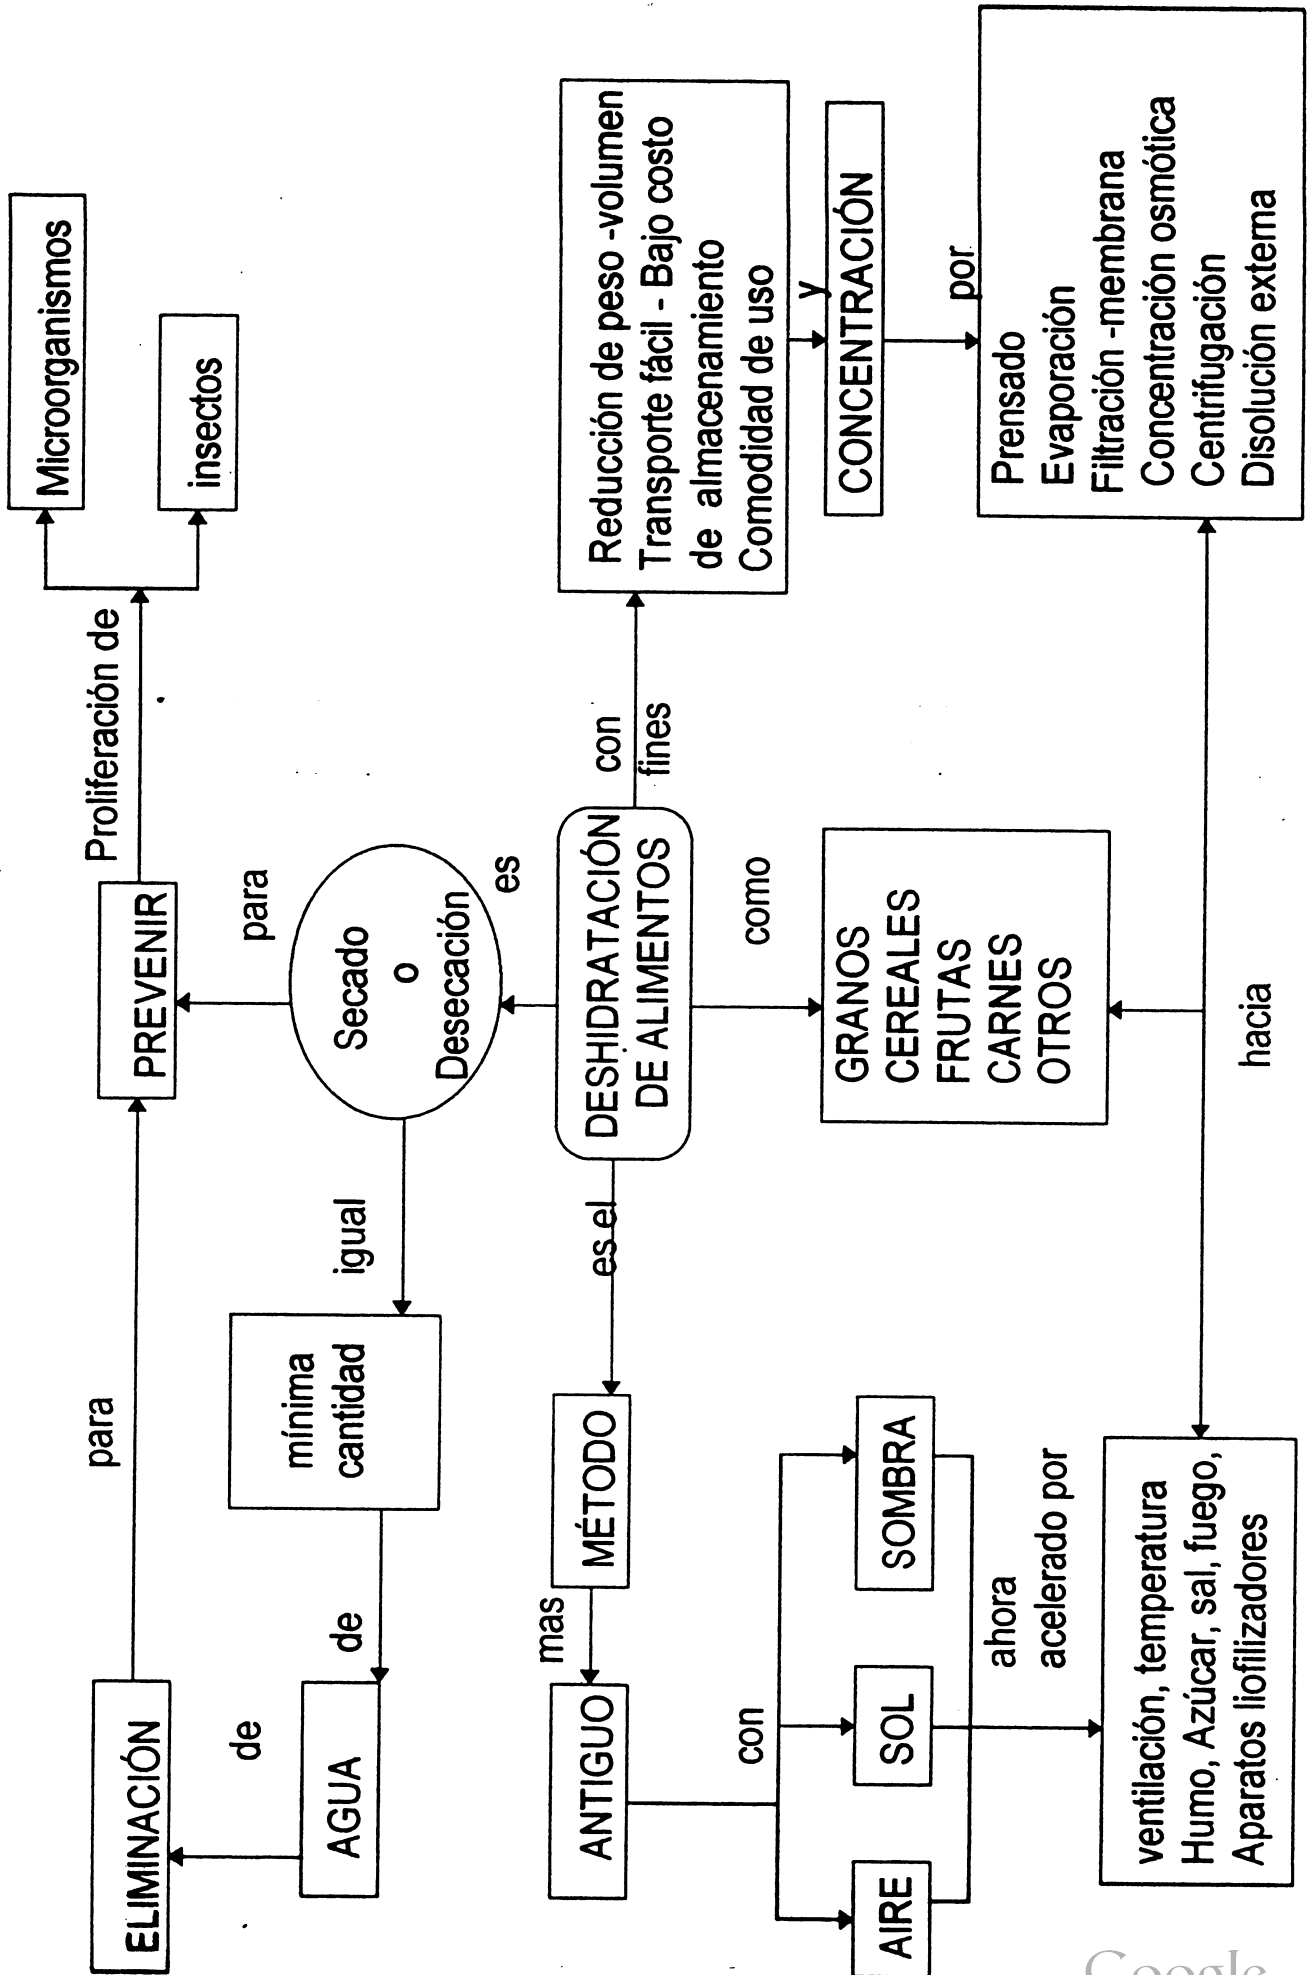 ELIMINACIÓN
para
PREVENIR
Proliferación de
Microorganismos
insectos
de
AGUA
de
mínima
cantidad
igual
Secado
o
Desecación
para
es
ANTIGUO
mas
MÉTODO
es el
DESHIDRATACIÓN
DE ALIMENTOS
con
fines
Reducción de peso -volumen
Transporte fácil - Bajo costo
de almacenamiento
Comodidad de uso
con
AIRE
SOL
SOMBRA
como
GRANOS
CEREALES
FRUTAS
CARNES
OTROS
y
CONCENTRACIÓN
por
ahora
acelerado por
ventilación, temperatura
Humo, Azúcar, sal, fuego,
Aparatos liofilizadores
hacia
Prensado
Evaporación
Filtración -membrana
Concentración osmótica
Centrifugación
Disolución externa
Google